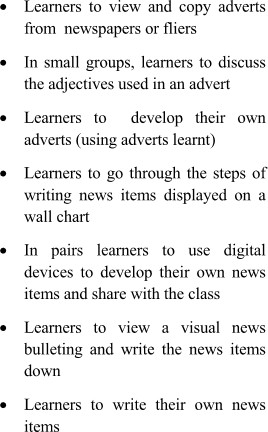 • Learners to view and copy adverts
from newspapers or fliers
• In small groups, learners to discuss
the adjectives used in an advert
• Learners to develop their own
adverts (using adverts learnt)
• Learners to go through the steps of
writing news items displayed on a
wall chart
• In pairs learners to use digital
devices to develop their own news
items and share with the class
• Learners to view a visual news
bulleting and write the news items
down
• Learners to write their own news
items